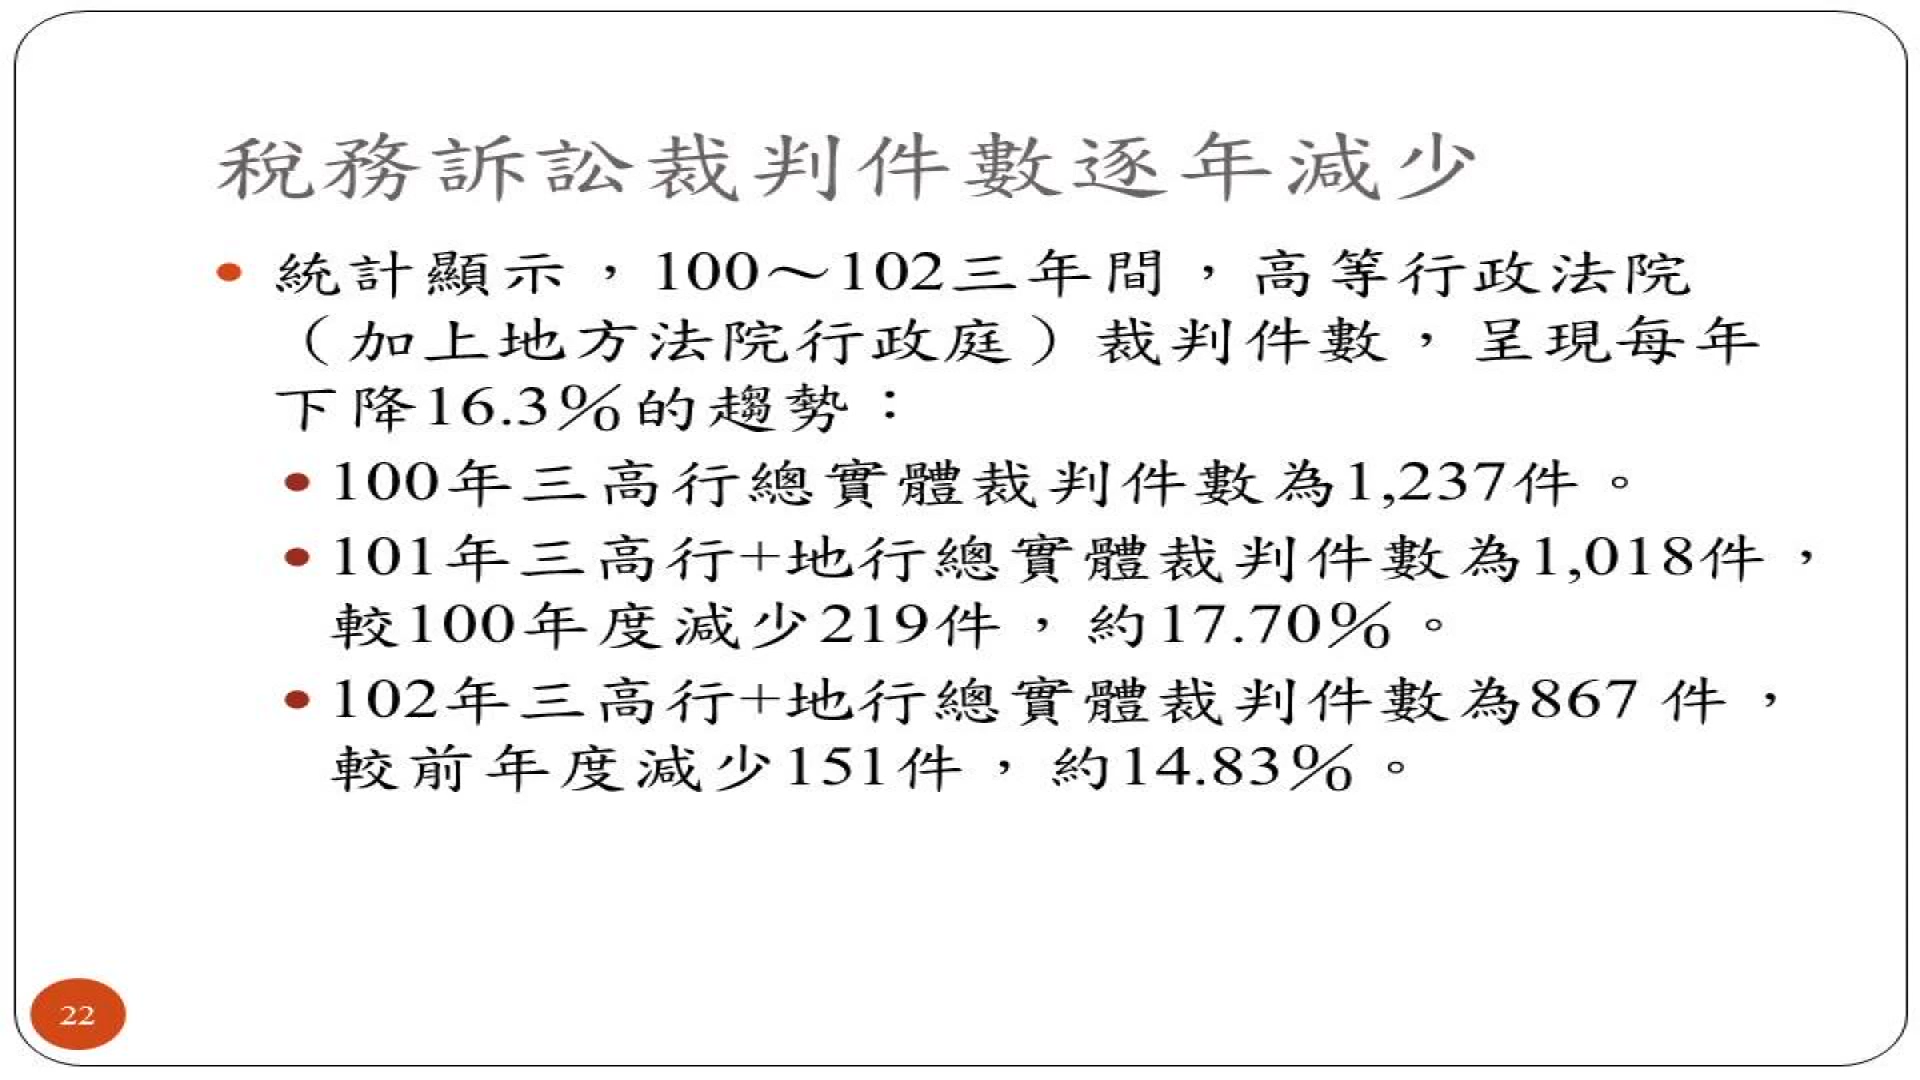 稅務訴訟裁判件數逐年減少
統計顯示，100～102三年間，高等行政法院
（加上地方法院行政庭）裁判件數，呈現每年
下降16.3％的趨勢：
100年三高行總實體裁判件數為1,237件。
101年三高行+地行總實體裁判件數為1,018件，
較100年度減少219件，約17.70％。
102年三高行+地行總實體裁判件數為867 件，
較前年度減少151件，約14.83％。
22